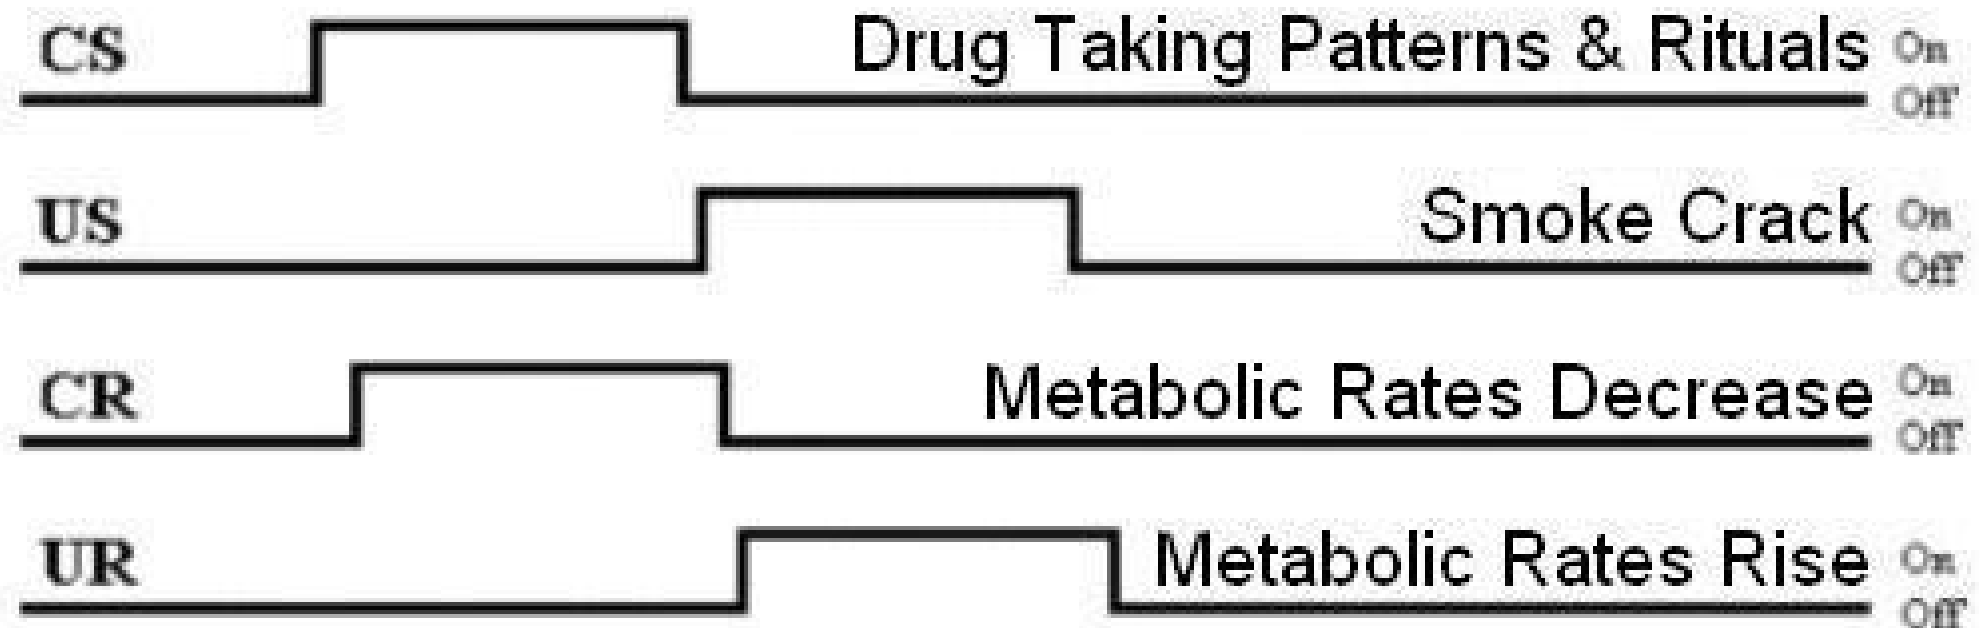 CS Drug Taking Patterns & Rituals On
Off
US Smoke Crack On
Off
CR Metabolic Rates Decrease On
Off
UR Metabolic Rates Rise On
Off